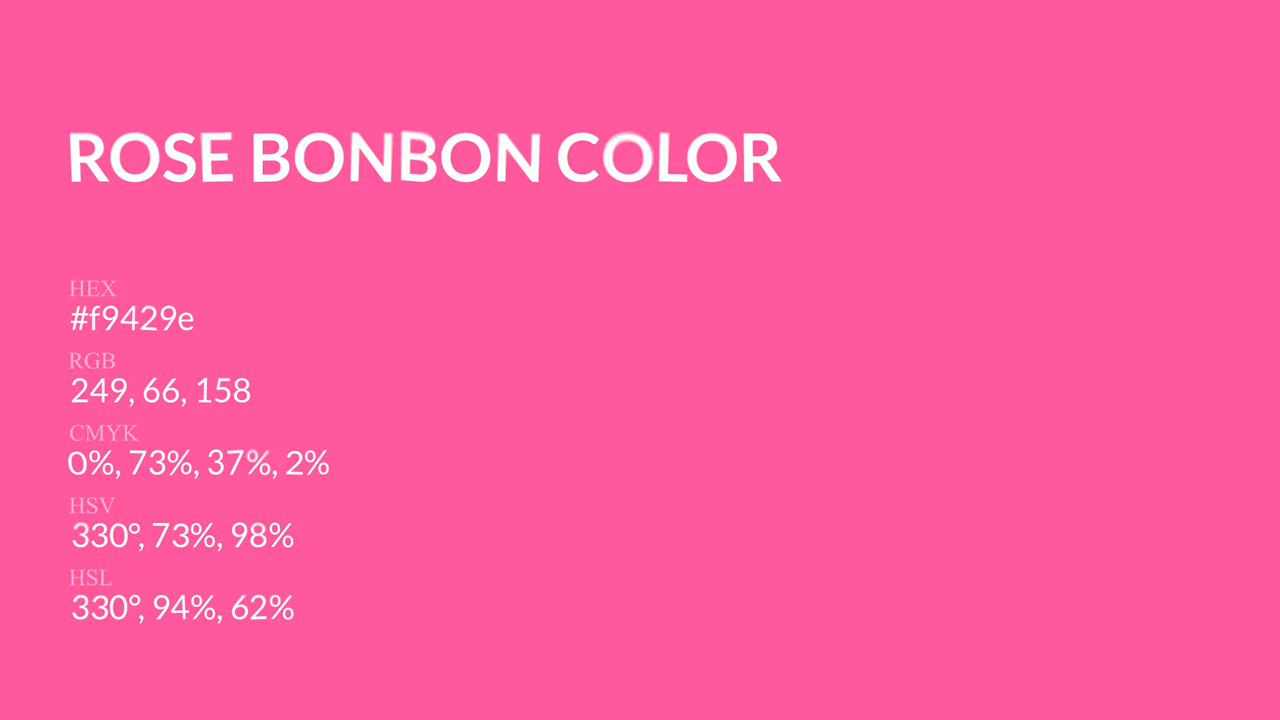 ROSE BONBON COLOR
HEX
#f9429e
RGB
249, 66, 158
CMYK
0%, 73%, 37%, 2%
HSV
330°, 73%, 98%
HSL
330°, 94%, 62%